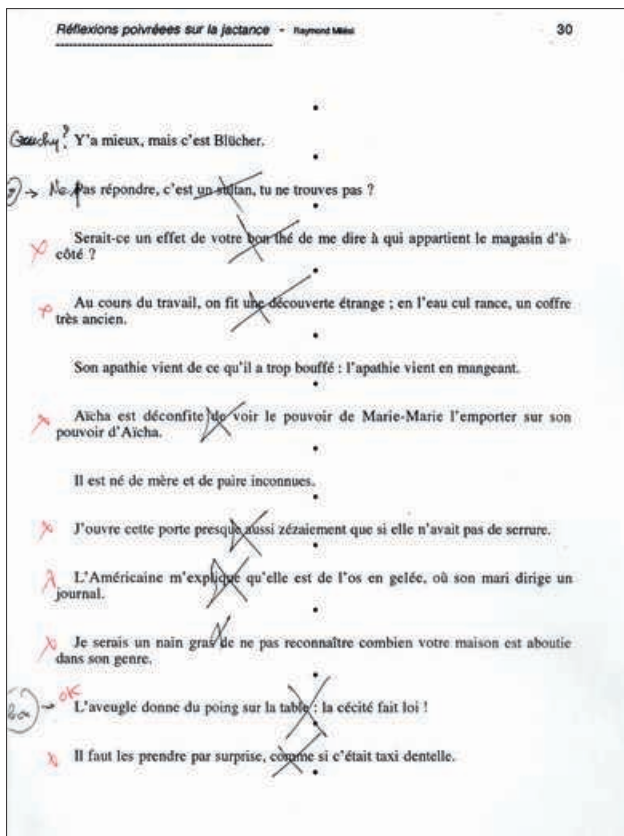 Réflexions poivréees sur la jactance - Raymond Milési
30
Y'a mieux, mais c'est Blücher.
→ Ne Pas répondre, c'est un sultan, tu ne trouves pas ?
Serait-ce un effet de votre bon thé de me dire à qui appartient le magasin d'à-
côté ?
Au cours du travail, on fit une découverte étrange ; en l'eau cul rance, un coffre
très ancien.
Son apathie vient de ce qu'il a trop bouffé : l'apathie vient en mangeant.
Aïcha est déconfite de voir le pouvoir de Marie-Marie l'emporter sur son
pouvoir d'Aïcha.
Il est né de mère et de paire inconnues.
J'ouvre cette porte presque aussi zézaiement que si elle n'avait pas de serrure.
L'Américaine m'explique qu'elle est de l'os en gelée, où son mari dirige un
journal.
Je serais un nain gras de ne pas reconnaître combien votre maison est aboutie
dans son genre.
OK
L'aveugle donne du poing sur la table : la cécité fait loi !
Il faut les prendre par surprise, comme si c'était taxi dentelle.